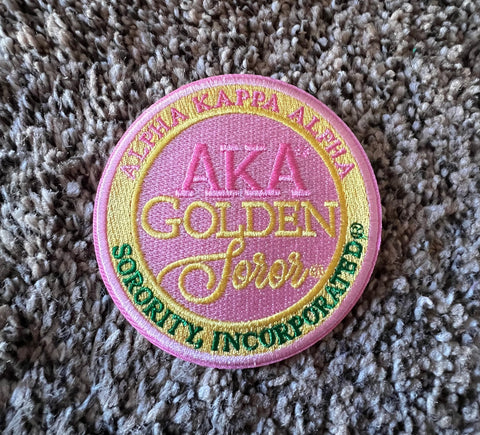 ALPHA KAPPA ALPHA
AKA
GOLDEN
Soror
SORORITY, INCORPORATED®